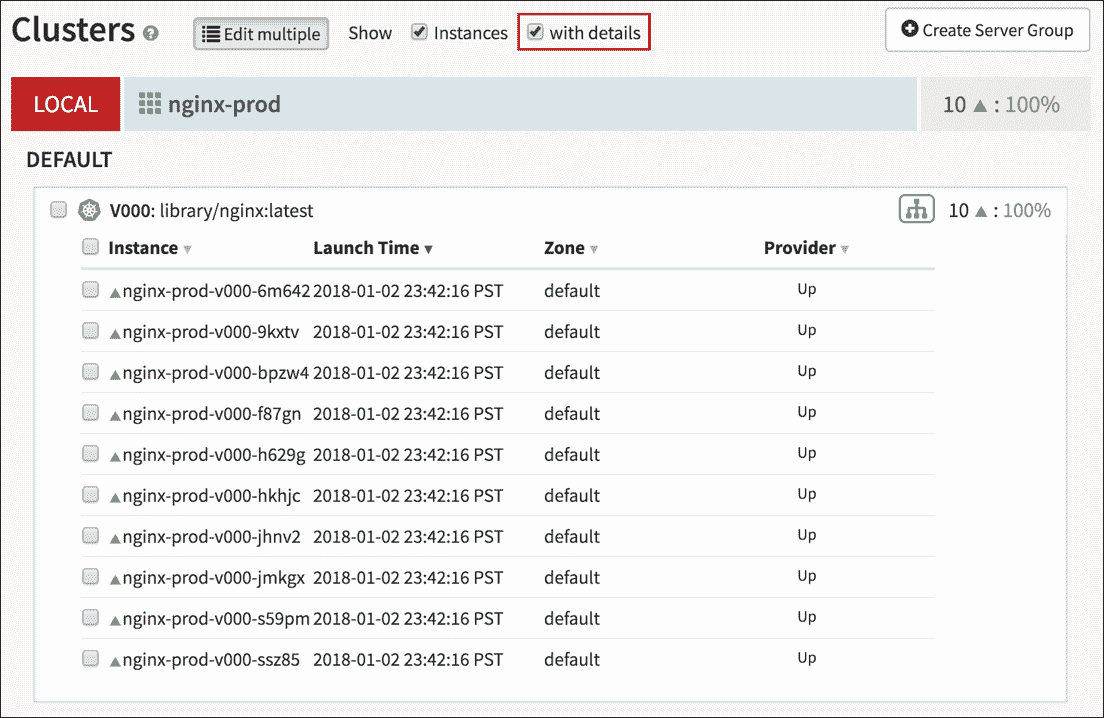 Clusters ? Edit multiple Show Instances with details Create Server Group
LOCAL nginx-prod 10 ▲ : 100%
DEFAULT
V000: library/nginx:latest 10 ▲ : 100%
Instance ▼ Launch Time ▼ Zone ▼ Provider ▼
▲nginx-prod-v000-6m642 2018-01-02 23:42:16 PST default Up
▲nginx-prod-v000-9kxtv 2018-01-02 23:42:16 PST default Up
▲nginx-prod-v000-bpzw4 2018-01-02 23:42:16 PST default Up
▲nginx-prod-v000-f87gn 2018-01-02 23:42:16 PST default Up
▲nginx-prod-v000-h629g 2018-01-02 23:42:16 PST default Up
▲nginx-prod-v000-hkhjc 2018-01-02 23:42:16 PST default Up
▲nginx-prod-v000-jhnv2 2018-01-02 23:42:16 PST default Up
▲nginx-prod-v000-jmkgx 2018-01-02 23:42:16 PST default Up
▲nginx-prod-v000-s59pm 2018-01-02 23:42:16 PST default Up
▲nginx-prod-v000-ssz85 2018-01-02 23:42:16 PST default Up